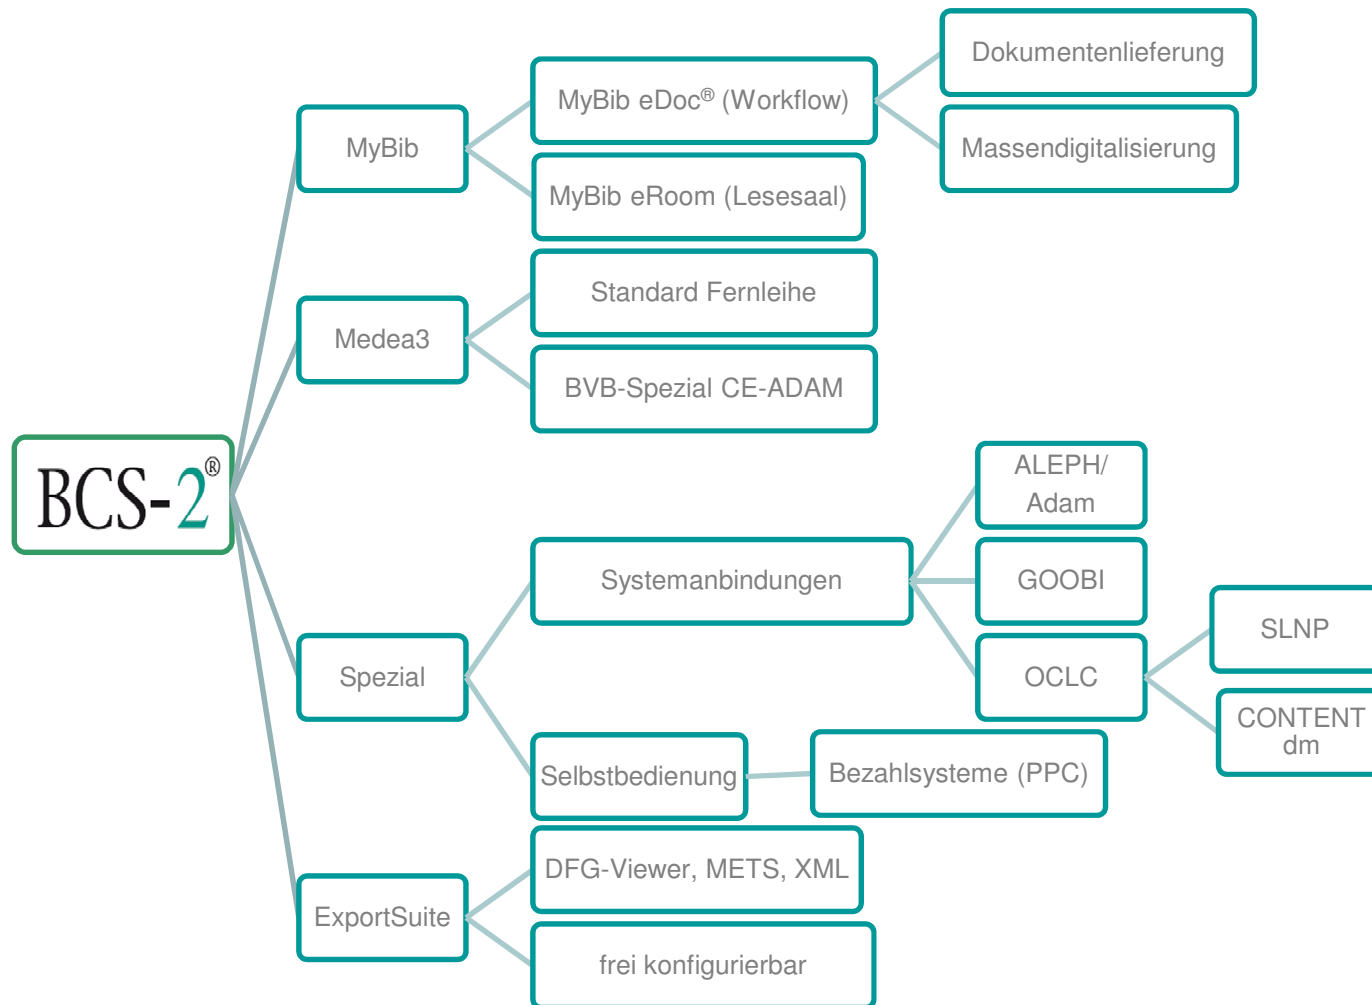 Dokumentenlieferung
MyBib eDoc® (Workflow)
MyBib
Massendigitalisierung
MyBib eRoom (Lesesaal)
Standard Fernleihe
Medea3
BVB-Spezial CE-ADAM
BCS-2®
ALEPH/
Adam
Systemanbindungen
GOOBI
SLNP
Spezial
OCLC
CONTENT
dm
Selbstbedienung
Bezahlsysteme (PPC)
DFG-Viewer, METS, XML
ExportSuite
frei konfigurierbar